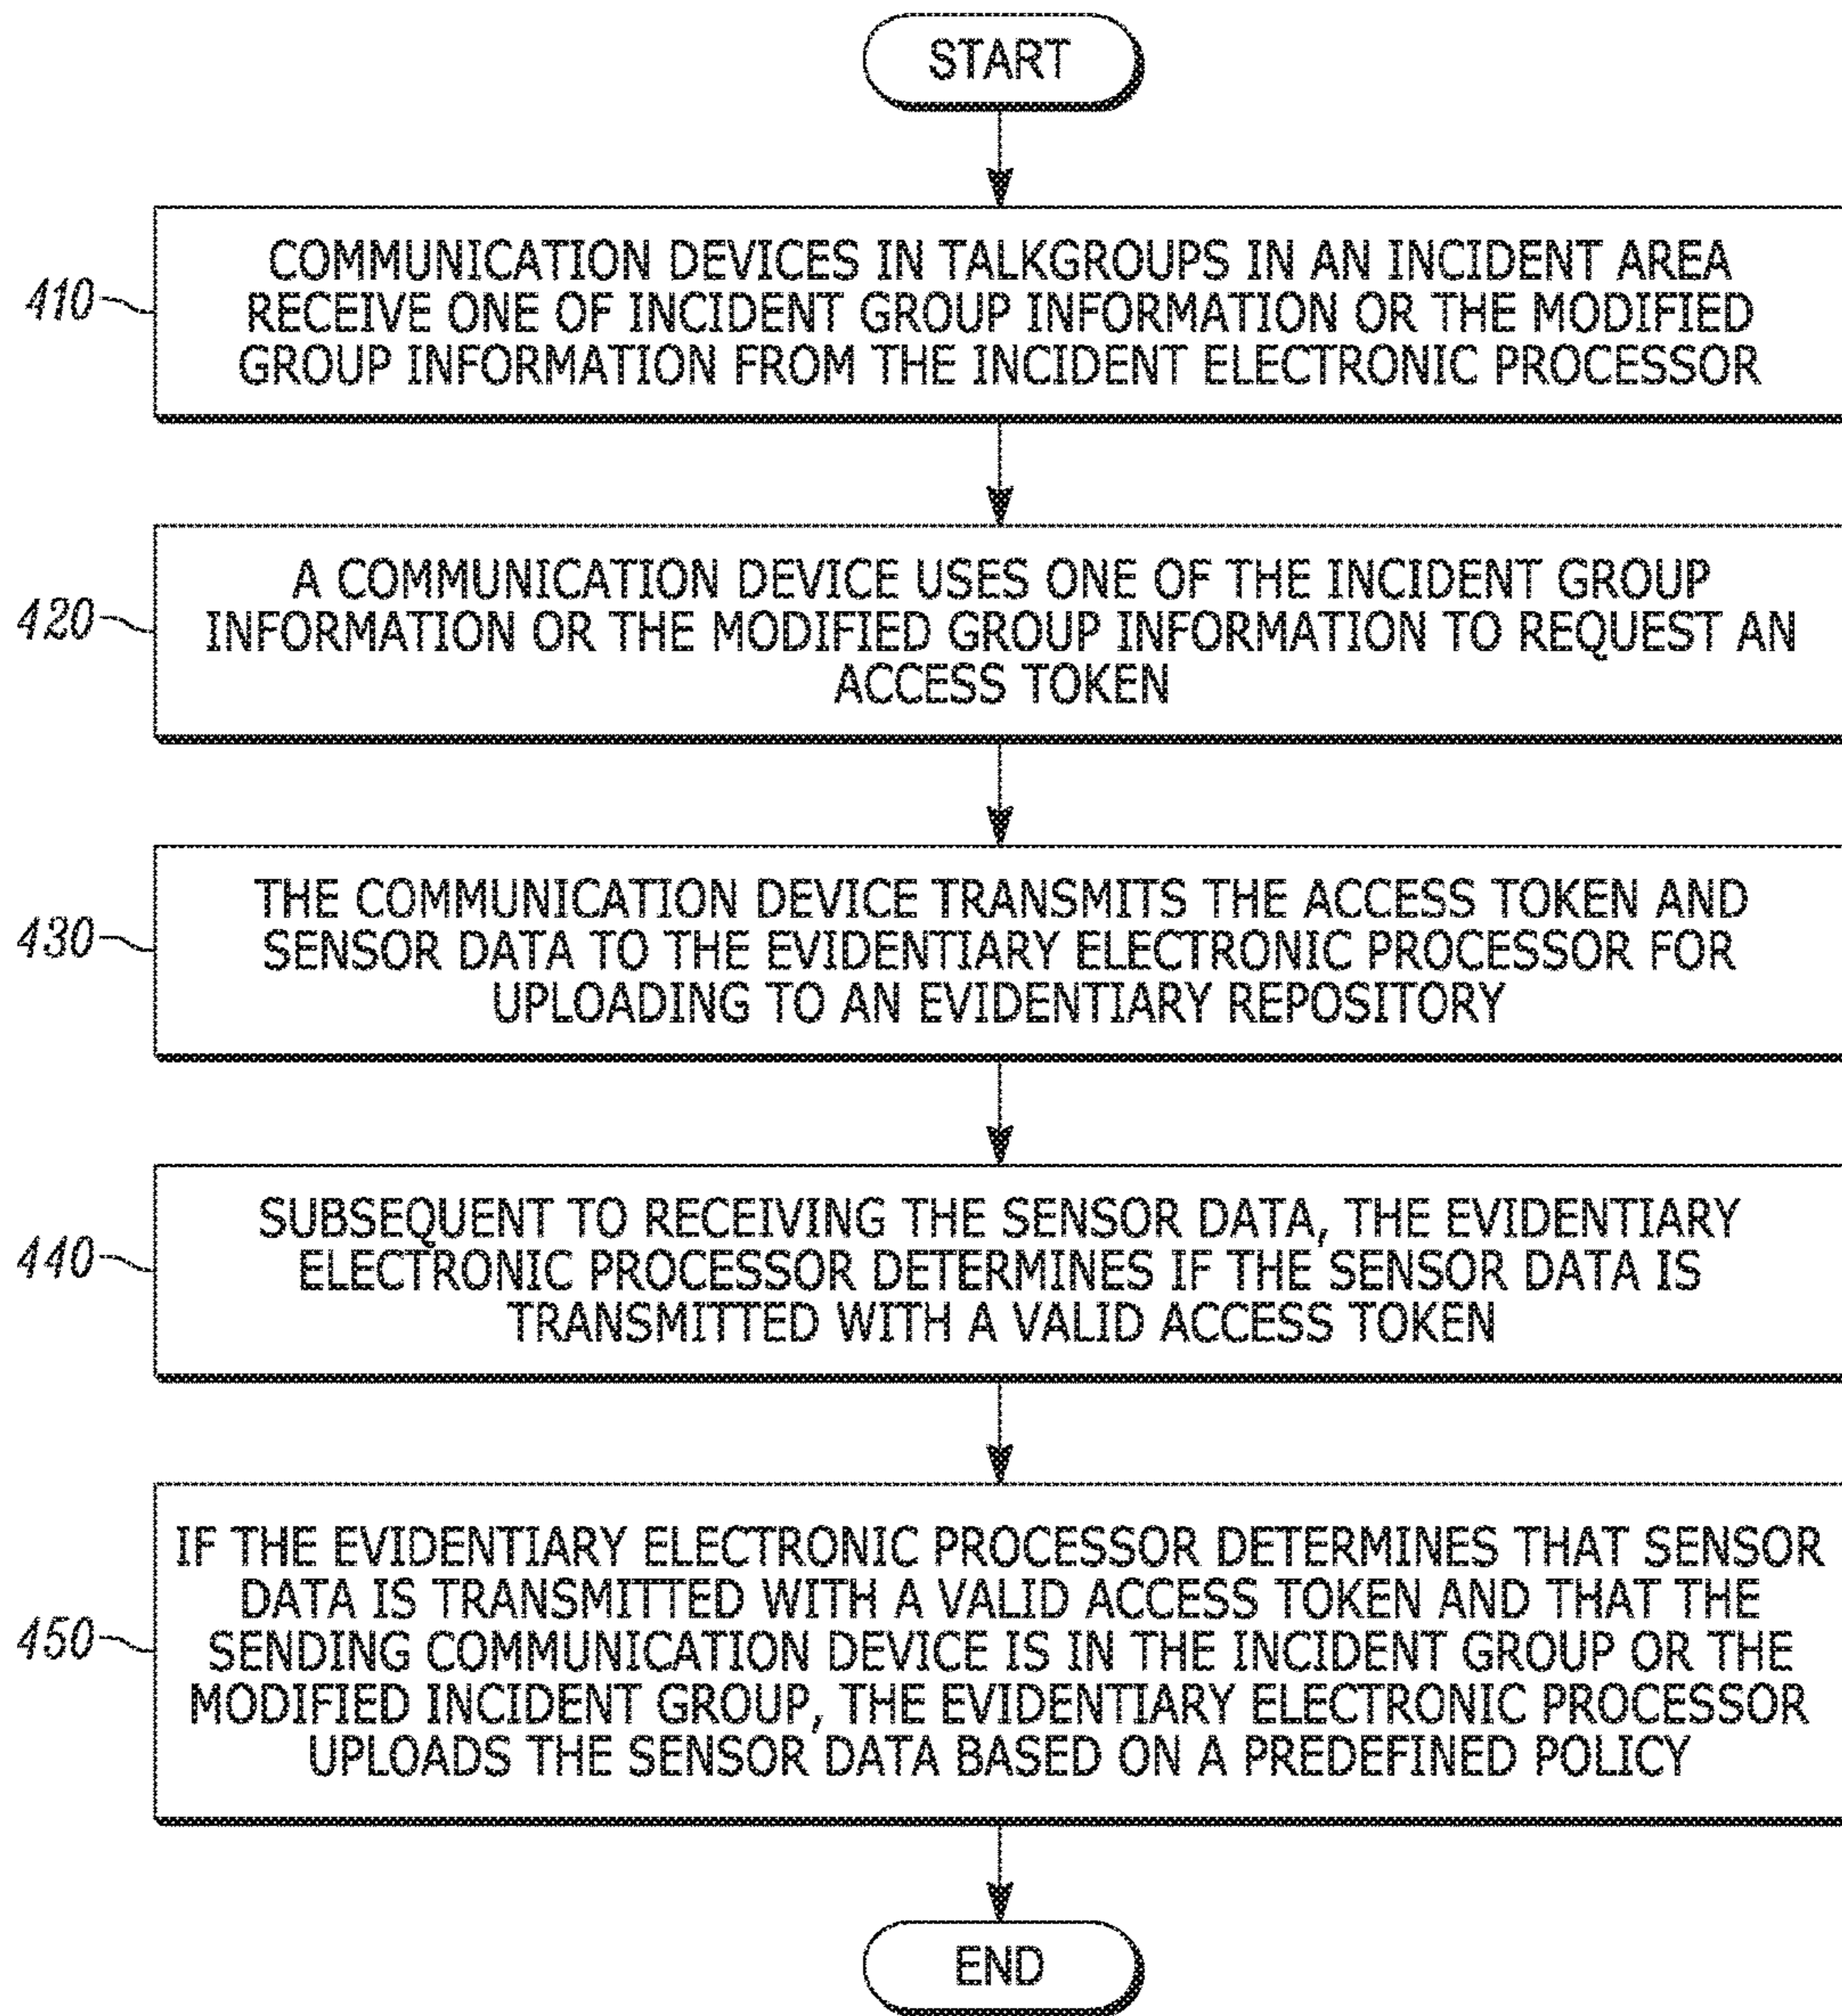 START
410
COMMUNICATION DEVICES IN TALKGROUPS IN AN INCIDENT AREA
RECEIVE ONE OF INCIDENT GROUP INFORMATION OR THE MODIFIED
GROUP INFORMATION FROM THE INCIDENT ELECTRONIC PROCESSOR
420
A COMMUNICATION DEVICE USES ONE OF THE INCIDENT GROUP
INFORMATION OR THE MODIFIED GROUP INFORMATION TO REQUEST AN
ACCESS TOKEN
430
THE COMMUNICATION DEVICE TRANSMITS THE ACCESS TOKEN AND
SENSOR DATA TO THE EVIDENTIARY ELECTRONIC PROCESSOR FOR
UPLOADING TO AN EVIDENTIARY REPOSITORY
440
SUBSEQUENT TO RECEIVING THE SENSOR DATA, THE EVIDENTIARY
ELECTRONIC PROCESSOR DETERMINES IF THE SENSOR DATA IS
TRANSMITTED WITH A VALID ACCESS TOKEN
450
IF THE EVIDENTIARY ELECTRONIC PROCESSOR DETERMINES THAT SENSOR
DATA IS TRANSMITTED WITH A VALID ACCESS TOKEN AND THAT THE
SENDING COMMUNICATION DEVICE IS IN THE INCIDENT GROUP OR THE
MODIFIED INCIDENT GROUP, THE EVIDENTIARY ELECTRONIC PROCESSOR
UPLOADS THE SENSOR DATA BASED ON A PREDEFINED POLICY
END